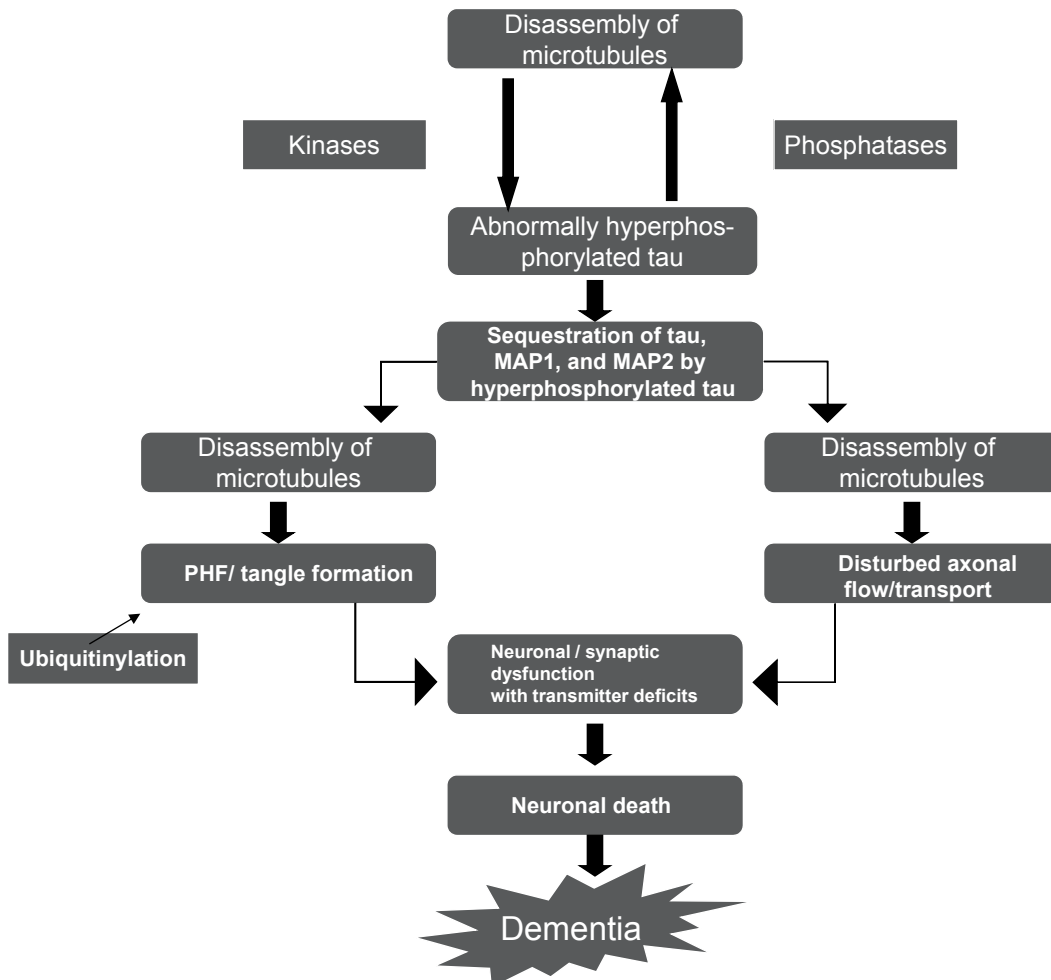 Disassembly of
microtubules
Kinases
Phosphatases
Abnormally hyperphos-
phorylated tau
Sequestration of tau,
MAP1, and MAP2 by
hyperphosphorylated tau
Disassembly of
microtubules
Disassembly of
microtubules
PHF/ tangle formation
Disturbed axonal
flow/transport
Ubiquitinylation
Neuronal / synaptic
dysfunction
with transmitter deficits
Neuronal death
Dementia